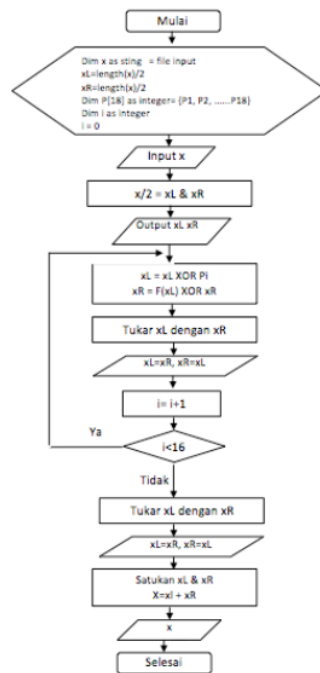 Mulai
Dim x as sting = file input
xL=length(x)/2
xR=length(x)/2
Dim P[18] as integer= {P1, P2, ......P18}
Dim i as integer
i = 0
Input x
x/2 = xL & xR
Output xL xR
xL = xL XOR Pi
xR = F(xL) XOR xR
Tukar xL dengan xR
xL=xR, xR=xL
i= i+1
Ya
i<16
Tidak
Tukar xL dengan xR
xL=xR, xR=xL
Satukan xL & xR
X=xl + xR
x
Selesai